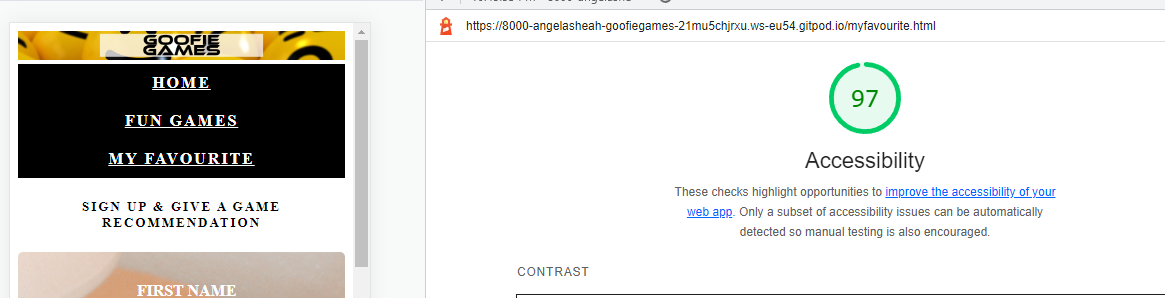 https://8000-angelasheah-goofiegames-21mu5chjrxu.ws-eu54.gitpod.io/myfavourite.html
GOOFIE
GAMES
HOME
FUN GAMES
MY FAVOURITE
SIGN UP & GIVE A GAME
RECOMMENDATION
FIRST NAME
97
Accessibility
These checks highlight opportunities to improve the accessibility of your
web app. Only a subset of accessibility issues can be automatically
detected so manual testing is also encouraged.
CONTRAST